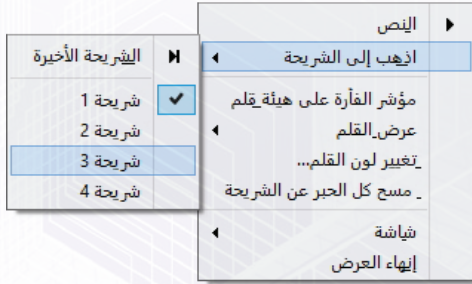 النص
اذهب إلى الشريحة
مؤشر الفأرة على هيئة قلم
عرض القلم
تغيير لون القلم...
مسح كل الحبر عن الشريحة
شاشة
إنهاء العرض
الشريحة الأخيرة
شريحة 1
شريحة 2
شريحة 3
شريحة 4